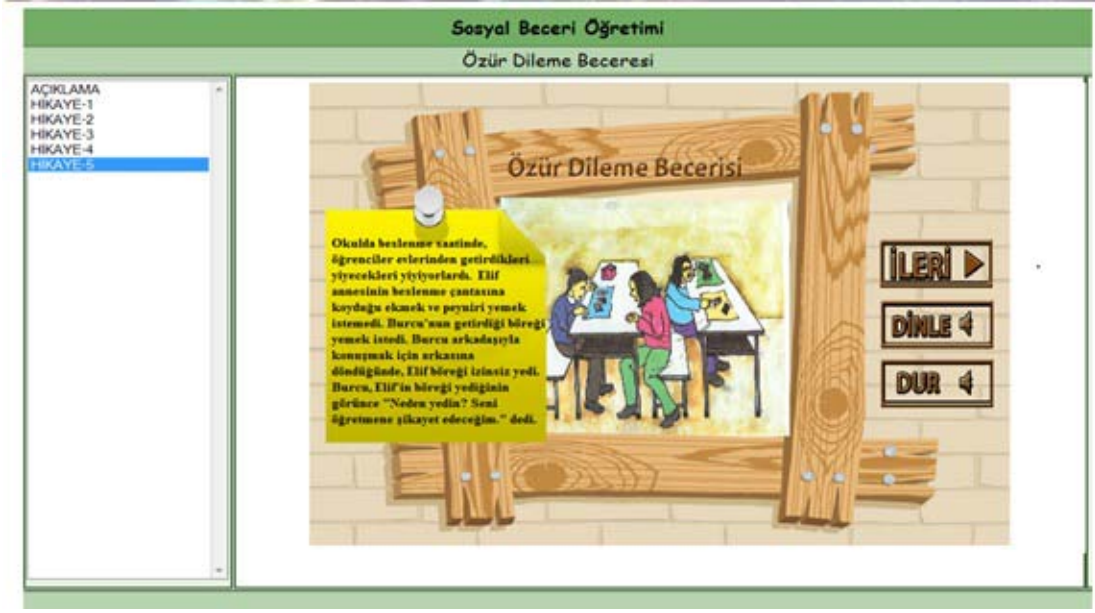 Sosyal Beceri Öğretimi
Özür Dileme Beceresi
AÇIKLAMA
HİKAYE-1
HİKAYE-2
HİKAYE-3
HİKAYE-4
HİKAYE-5
Özür Dileme Becerisi
Okulda beslenme saatinde,
öğrenciler evlerinden getirdikleri
yiyecekleri yiyiyorlardı. Elif
annesinin beslenme çantasına
koyduğu ekmek ve peyniri yemek
istemedi. Burcu'nun getirdiği böreği
yemek istedi. Burcu arkadaşıyla
konuşmak için arkasına
döndüğünde, Elif böreği izinsiz yedi.
Burcu, Elif'in böreği yediğinin
görünce "Neden yedin? Seni
öğretmene şikayet edeceğim." dedi.
İLERİ
DİNLE
DUR